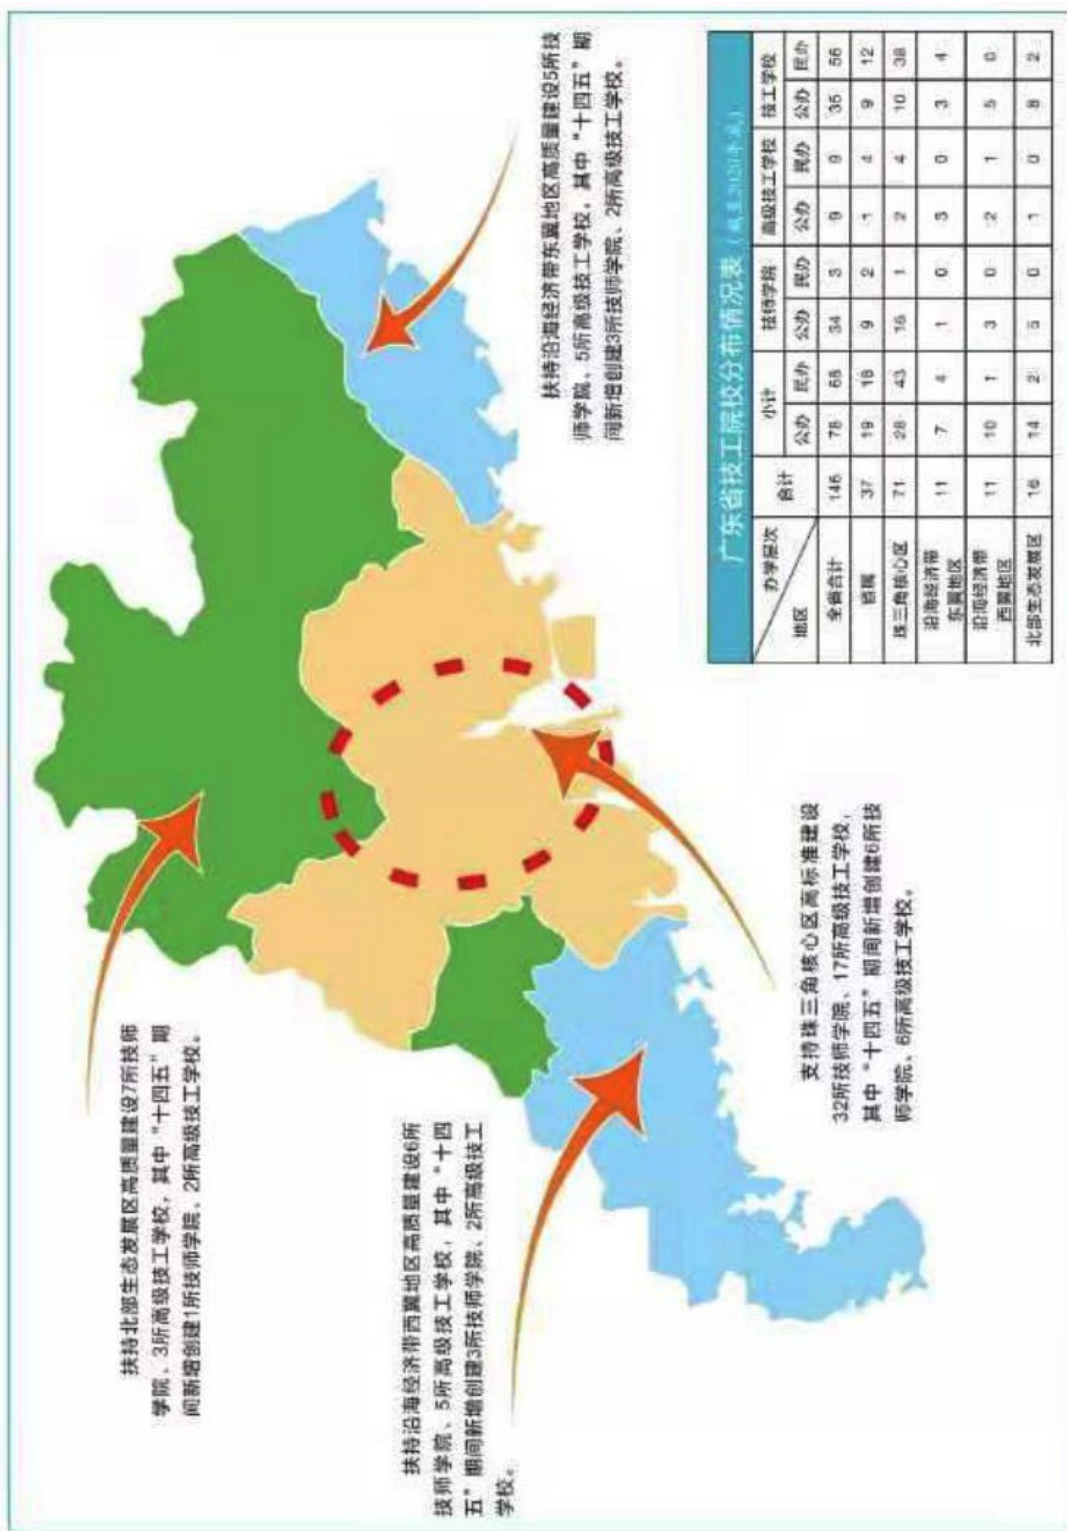 扶持北部生态发展区高质量建设7所技师
学院、3所高级技工学校，其中“十四五”期
间新增创建1所技师学院、2所高级技工学校。
扶持沿海经济带东翼地区高质量建设5所技
师学院、5所高级技工学校，其中“十四五”期
间新增创建3所技师学院、2所高级技工学校。
扶持沿海经济带西翼地区高质量建设6所
技师学院、5所高级技工学校，其中“十四
五”期间新增创建3所技师学院、2所高级技工
学校。
支持珠三角核心区高标准建设
32所技师学院、17所高级技工学校，
其中“十四五”期间新增创建6所技
师学院、6所高级技工学校。
广东省技工院校分布情况表（截至2020年底）
办学层次 合计 小计 技师学院 高级技工学校 技工学校
地区 公办 民办 公办 民办 公办 民办 公办 民办
全省合计 146 78 68 34 3 9 9 35 56
省属 37 19 18 9 2 1 4 9 12
珠三角核心区 71 28 43 16 1 2 4 10 38
沿海经济带
东翼地区 11 7 4 1 0 3 0 3 4
沿海经济带
西翼地区 11 10 1 3 0 2 1 5 0
北部生态发展区 16 14 2 5 0 1 0 8 2